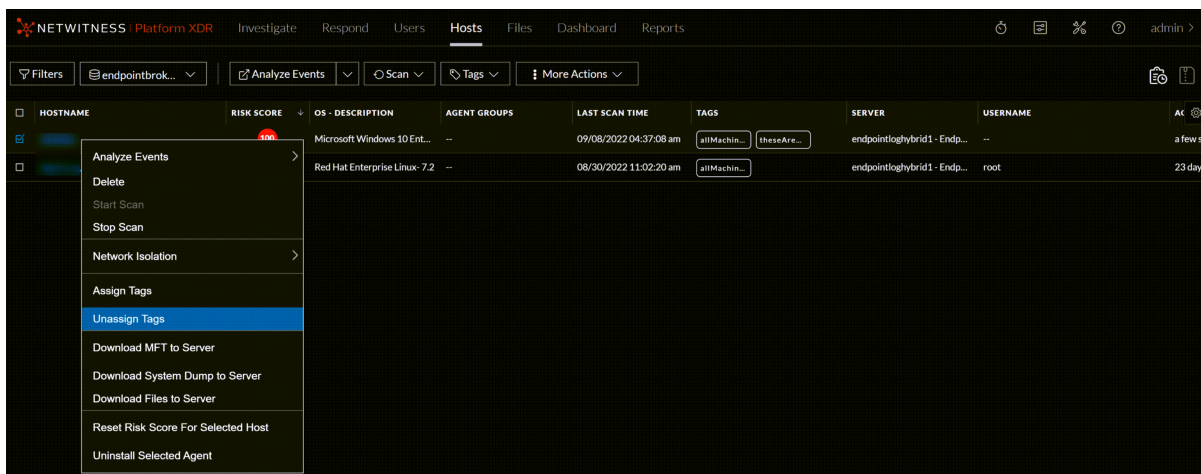 NETWITNESS Platform XDR Investigate Respond Users Hosts Files Dashboard Reports admin
Filters endpointbrok... Analyze Events Scan Tags More Actions
HOSTNAME RISK SCORE OS - DESCRIPTION AGENT GROUPS LAST SCAN TIME TAGS SERVER USERNAME AC
100 Microsoft Windows 10 Ent... -- 09/08/2022 04:37:08 am allMachin... theseAre... endpointloghybrid1 - Endp... -- a few s
Red Hat Enterprise Linux- 7.2 -- 08/30/2022 11:02:20 am allMachin... endpointloghybrid1 - Endp... root 23 day
Analyze Events
Delete
Start Scan
Stop Scan
Network Isolation
Assign Tags
Unassign Tags
Download MFT to Server
Download System Dump to Server
Download Files to Server
Reset Risk Score For Selected Host
Uninstall Selected Agent